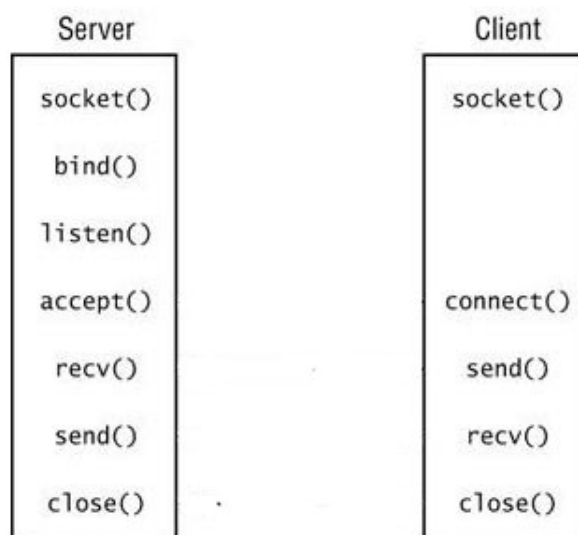 Server
socket()
bind()
listen()
accept()
recv()
send()
close()
Client
socket()
connect()
send()
recv()
close()